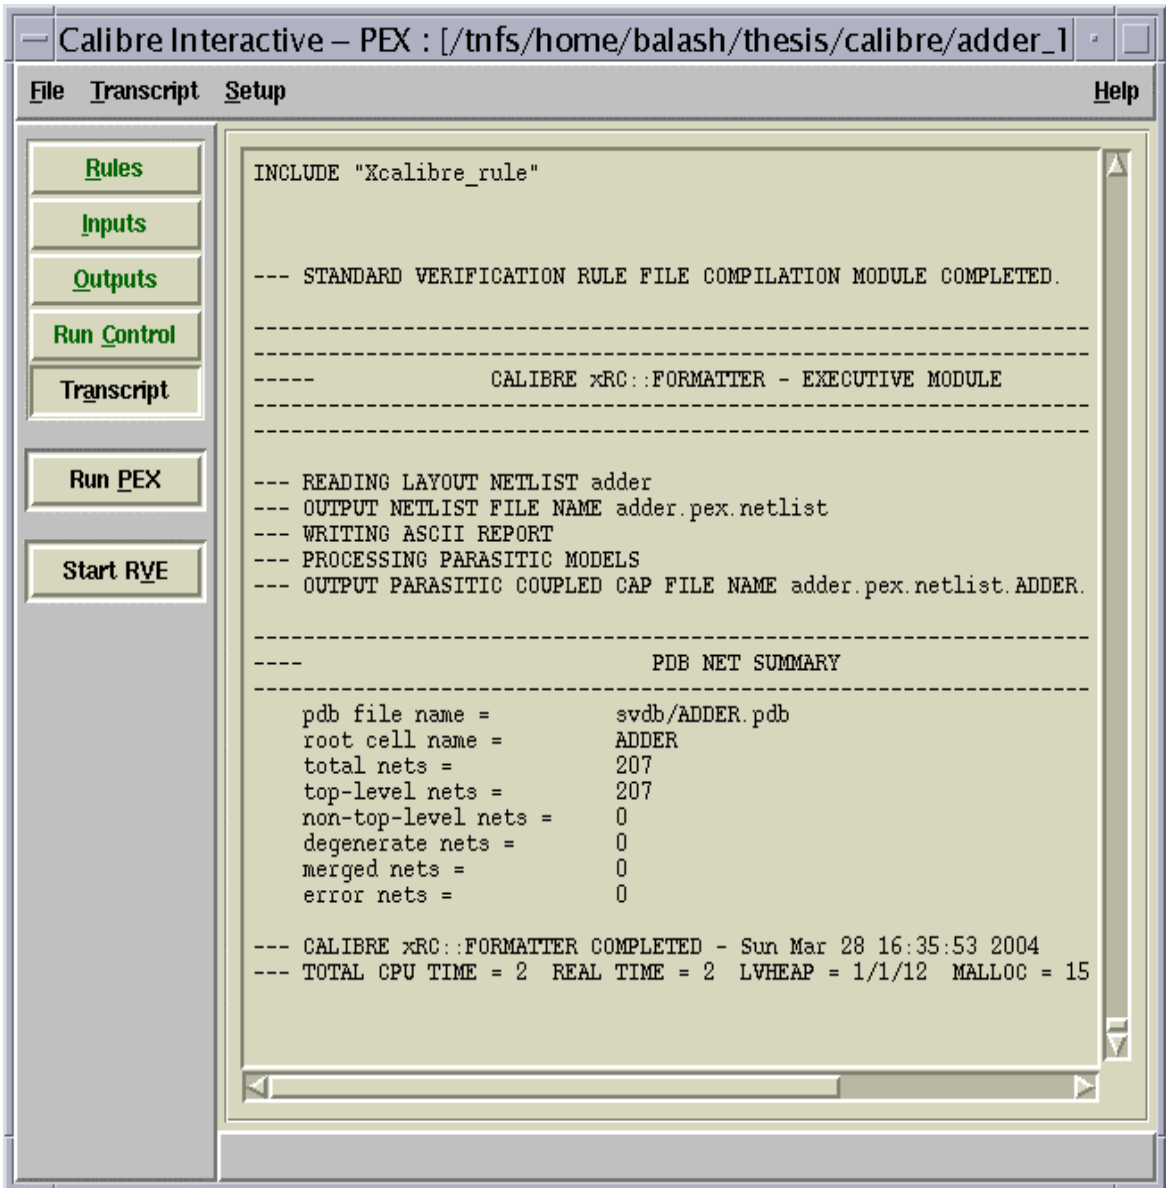 Calibre Interactive – PEX : [/tnfs/home/balash/thesis/calibre/adder_1
File Transcript Setup Help
Rules
Inputs
Outputs
Run Control
Transcript
Run PEX
Start RVE
INCLUDE "Xcalibre_rule"
--- STANDARD VERIFICATION RULE FILE COMPILATION MODULE COMPLETED.
----- CALIBRE xRC::FORMATTER - EXECUTIVE MODULE
--- READING LAYOUT NETLIST adder
--- OUTPUT NETLIST FILE NAME adder.pex.netlist
--- WRITING ASCII REPORT
--- PROCESSING PARASITIC MODELS
--- OUTPUT PARASITIC COUPLED CAP FILE NAME adder.pex.netlist.ADDER.
---- PDB NET SUMMARY
pdb file name = svdb/ADDER.pdb
root cell name = ADDER
total nets = 207
top-level nets = 207
non-top-level nets = 0
degenerate nets = 0
merged nets = 0
error nets = 0
--- CALIBRE xRC::FORMATTER COMPLETED - Sun Mar 28 16:35:53 2004
--- TOTAL CPU TIME = 2 REAL TIME = 2 LVHEAP = 1/1/12 MALLOC = 15